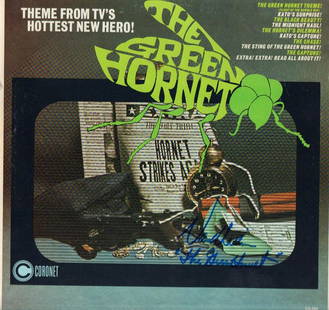 THEME FROM TV'S
HOTTEST NEW HERO!
THE
GREEN
HORNET
THE GREEN HORNET THEME!
KATO'S SURPRISE!
THE BLACK BEAUTY!
THE MIDNIGHT RAID!
THE HORNET'S DILEMMA!
KATO'S CAPTURE!
THE CHASE!
THE STING OF THE GREEN HORNET!
THE CAPTURE!
EXTRA! EXTRA! READ ALL ABOUT IT!
HORNET
STRIKES
CORONET